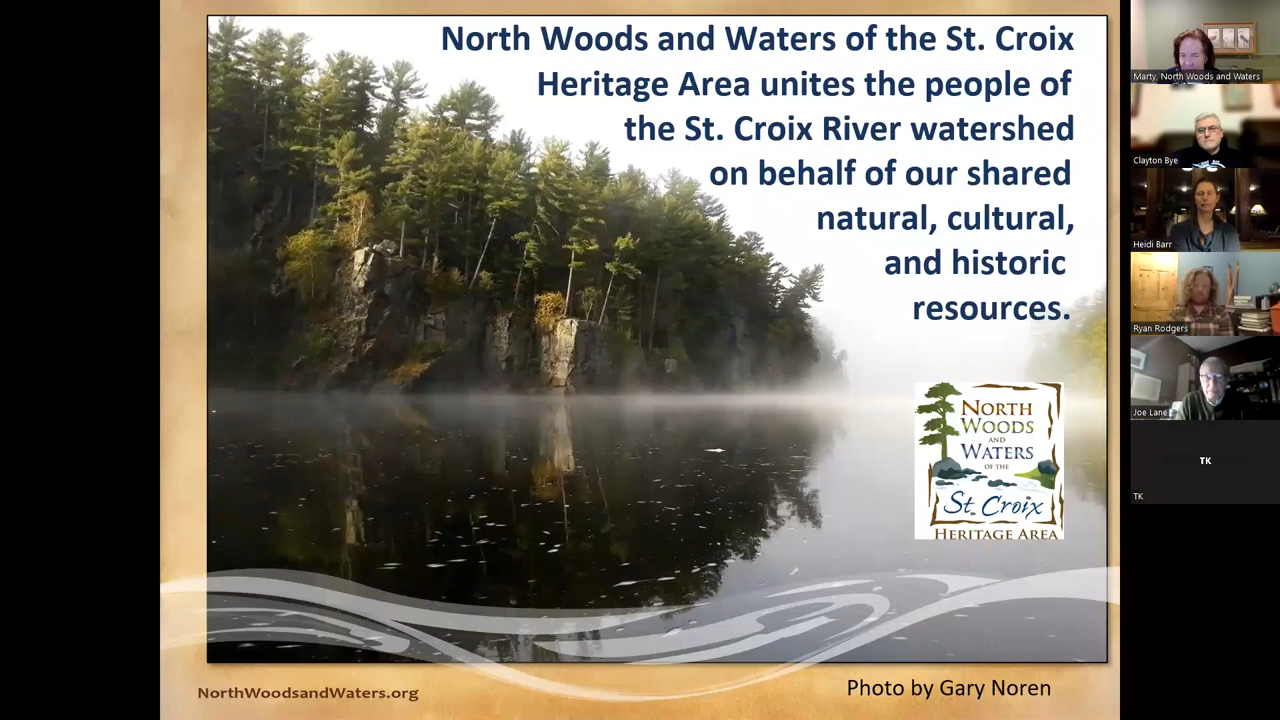 North Woods and Waters of the St. Croix
Heritage Area unites the people of
the St. Croix River watershed
on behalf of our shared
natural, cultural,
and historic
resources.
NORTH
WOODS
AND
WATERS
OF THE
St. Croix
HERITAGE AREA
NorthWoodsandWaters.org
Photo by Gary Noren
Marty, North Woods and Waters
Clayton Bye
Heidi Barr
Ryan Rodgers
Joe Lane
TK
TK